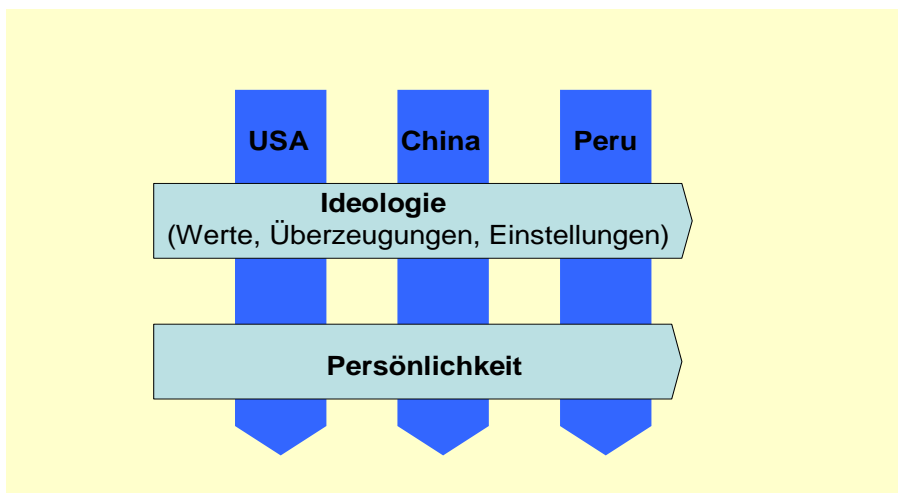 USA
China
Peru
Ideologie
(Werte, Überzeugungen, Einstellungen)
Persönlichkeit